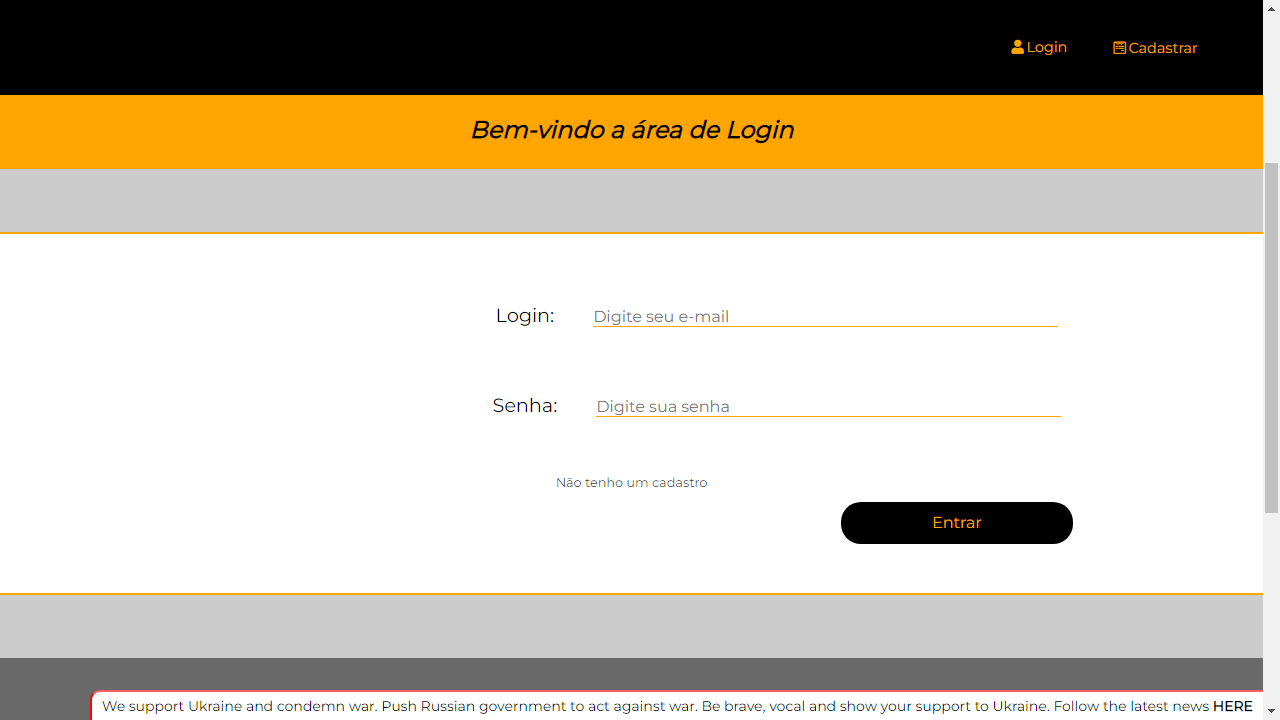 Login
Cadastrar
Bem-vindo a área de Login
Login: Digite seu e-mail
Senha: Digite sua senha
Não tenho um cadastro
Entrar
We support Ukraine and condemn war. Push Russian government to act against war. Be brave, vocal and show your support to Ukraine. Follow the latest news HERE